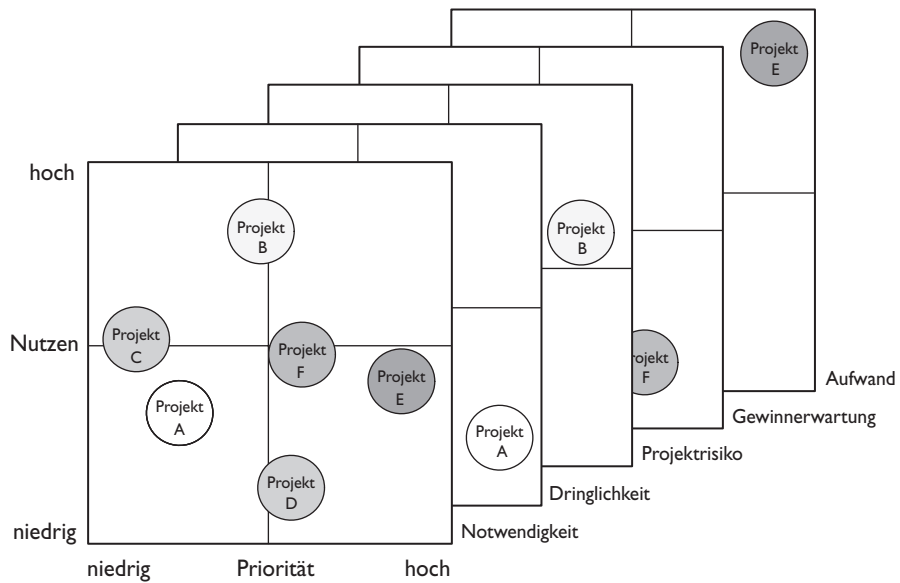 Projekt
E
hoch
Projekt
B
Projekt
B
Projekt
C
Nutzen
Projekt
F
Projekt
E
rojekt
F
Projekt
A
Projekt
A
Projekt
D
Aufwand
Gewinnerwartung
Projektrisiko
Dringlichkeit
Notwendigkeit
niedrig
niedrig
Priorität
hoch